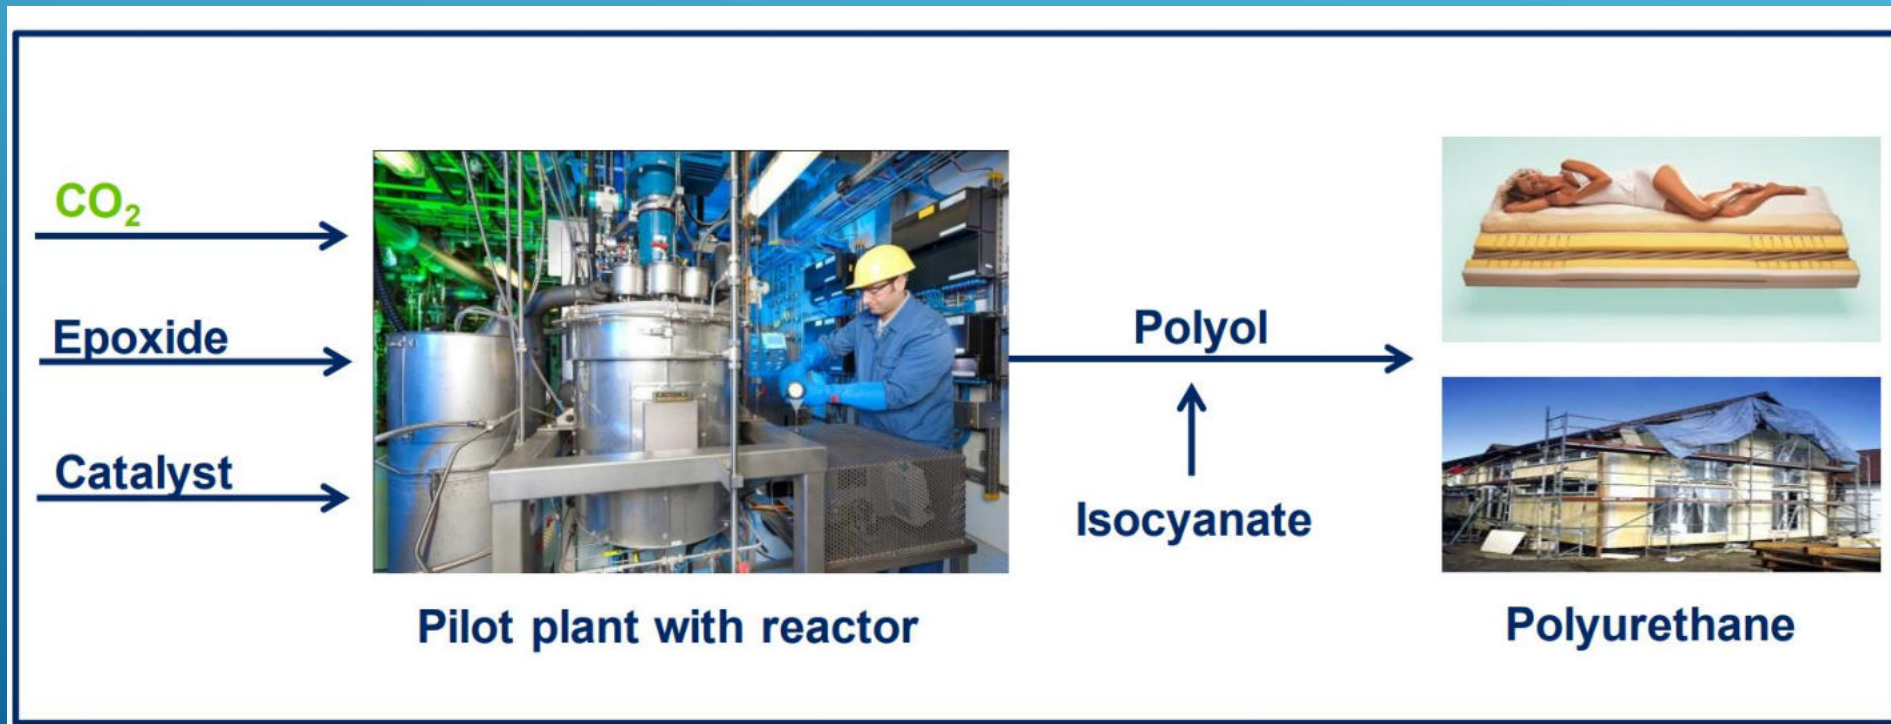 CO₂
Epoxide
Catalyst
Pilot plant with reactor
Polyol
Isocyanate
Polyurethane